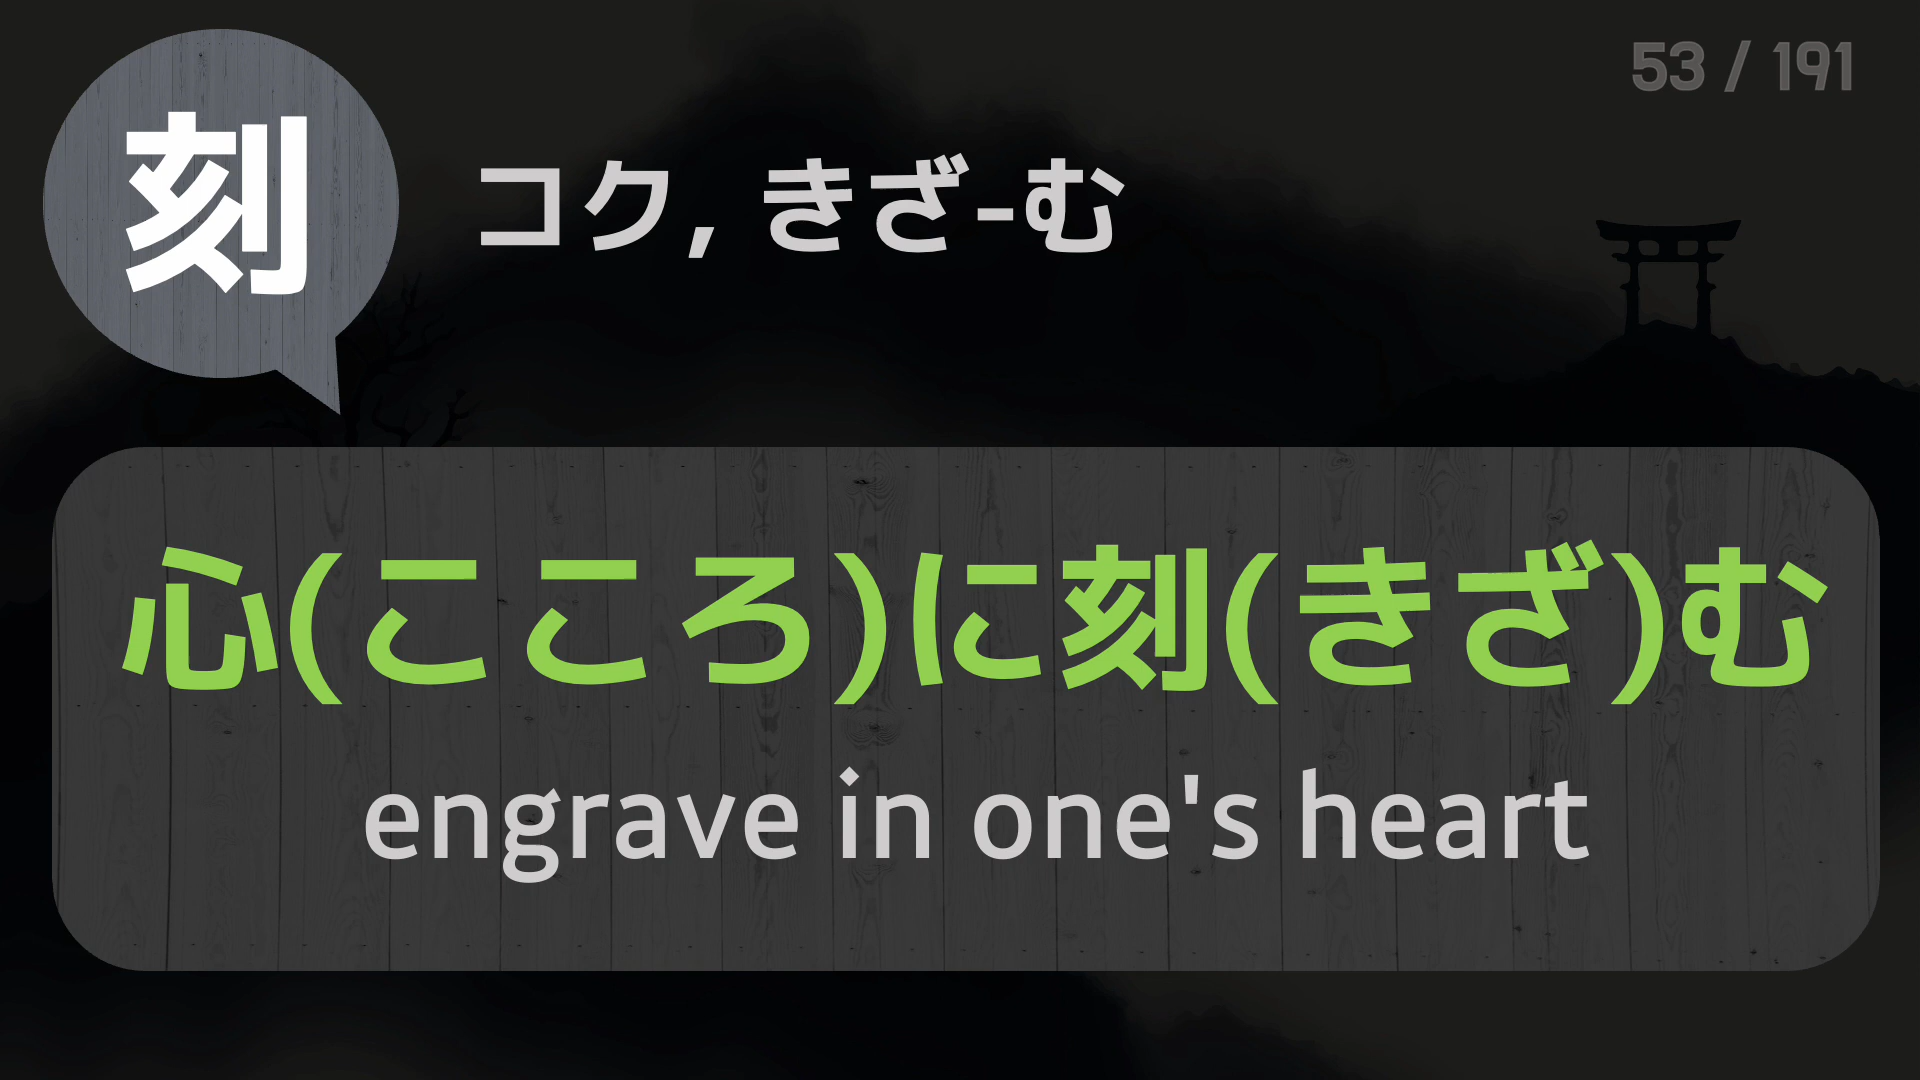 53 / 191
刻
コク, きざ-む
心(こころ)に刻(きざ)む
engrave in one's heart